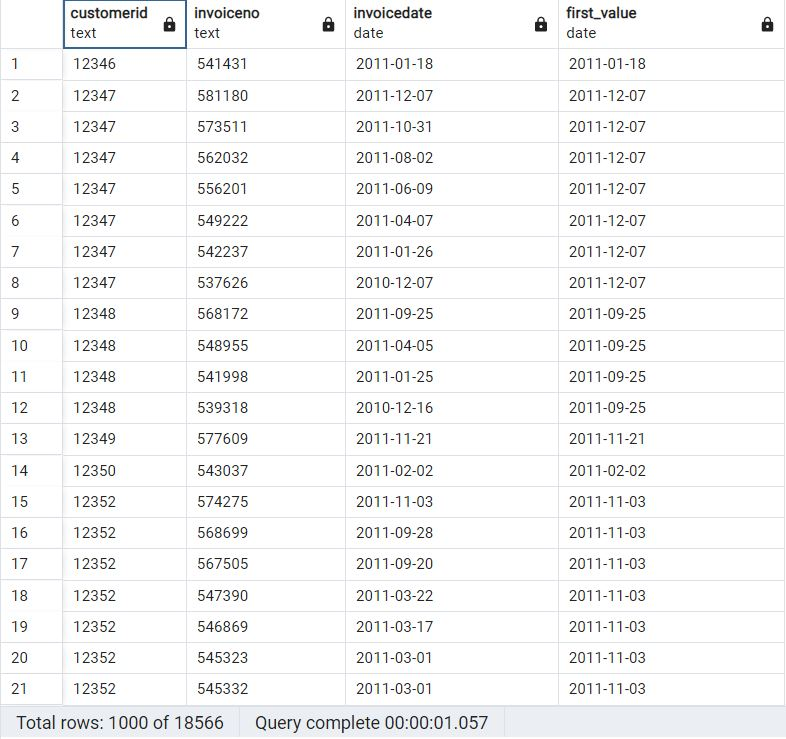 customerid invoiceno invoicedate first_value
text text date date
1 12346 541431 2011-01-18 2011-01-18
2 12347 581180 2011-12-07 2011-12-07
3 12347 573511 2011-10-31 2011-12-07
4 12347 562032 2011-08-02 2011-12-07
5 12347 556201 2011-06-09 2011-12-07
6 12347 549222 2011-04-07 2011-12-07
7 12347 542237 2011-01-26 2011-12-07
8 12347 537626 2010-12-07 2011-12-07
9 12348 568172 2011-09-25 2011-09-25
10 12348 548955 2011-04-05 2011-09-25
11 12348 541998 2011-01-25 2011-09-25
12 12348 539318 2010-12-16 2011-09-25
13 12349 577609 2011-11-21 2011-11-21
14 12350 543037 2011-02-02 2011-02-02
15 12352 574275 2011-11-03 2011-11-03
16 12352 568699 2011-09-28 2011-11-03
17 12352 567505 2011-09-20 2011-11-03
18 12352 547390 2011-03-22 2011-11-03
19 12352 546869 2011-03-17 2011-11-03
20 12352 545323 2011-03-01 2011-11-03
21 12352 545332 2011-03-01 2011-11-03
Total rows: 1000 of 18566 Query complete 00:00:01.057